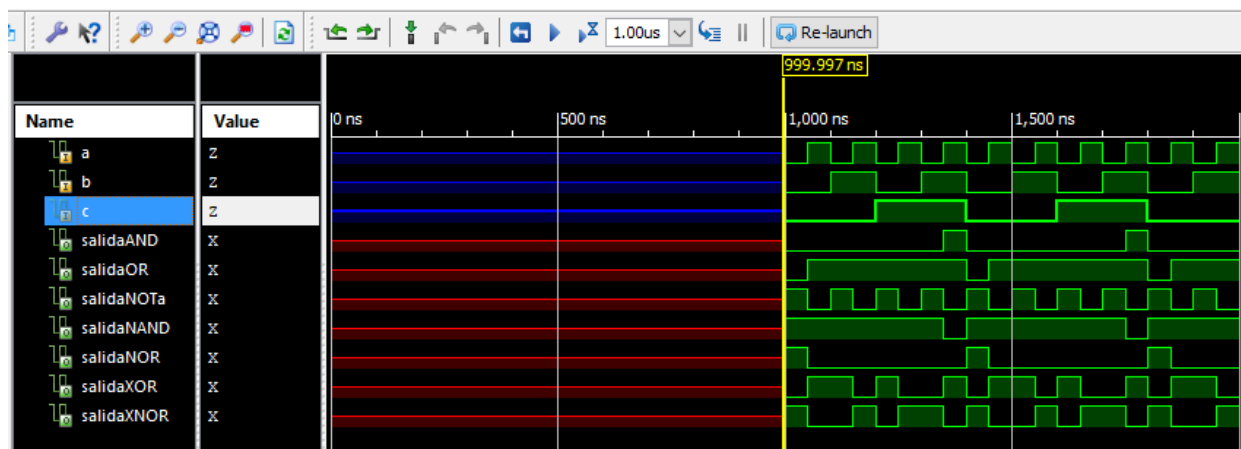 1.00us Re-launch
999.997 ns
Name Value 0 ns 500 ns 1,000 ns 1,500 ns
a Z
b Z
c Z
salidaAND X
salidaOR X
salidaNOTa X
salidaNAND X
salidaNOR X
salidaXOR X
salidaXNOR X